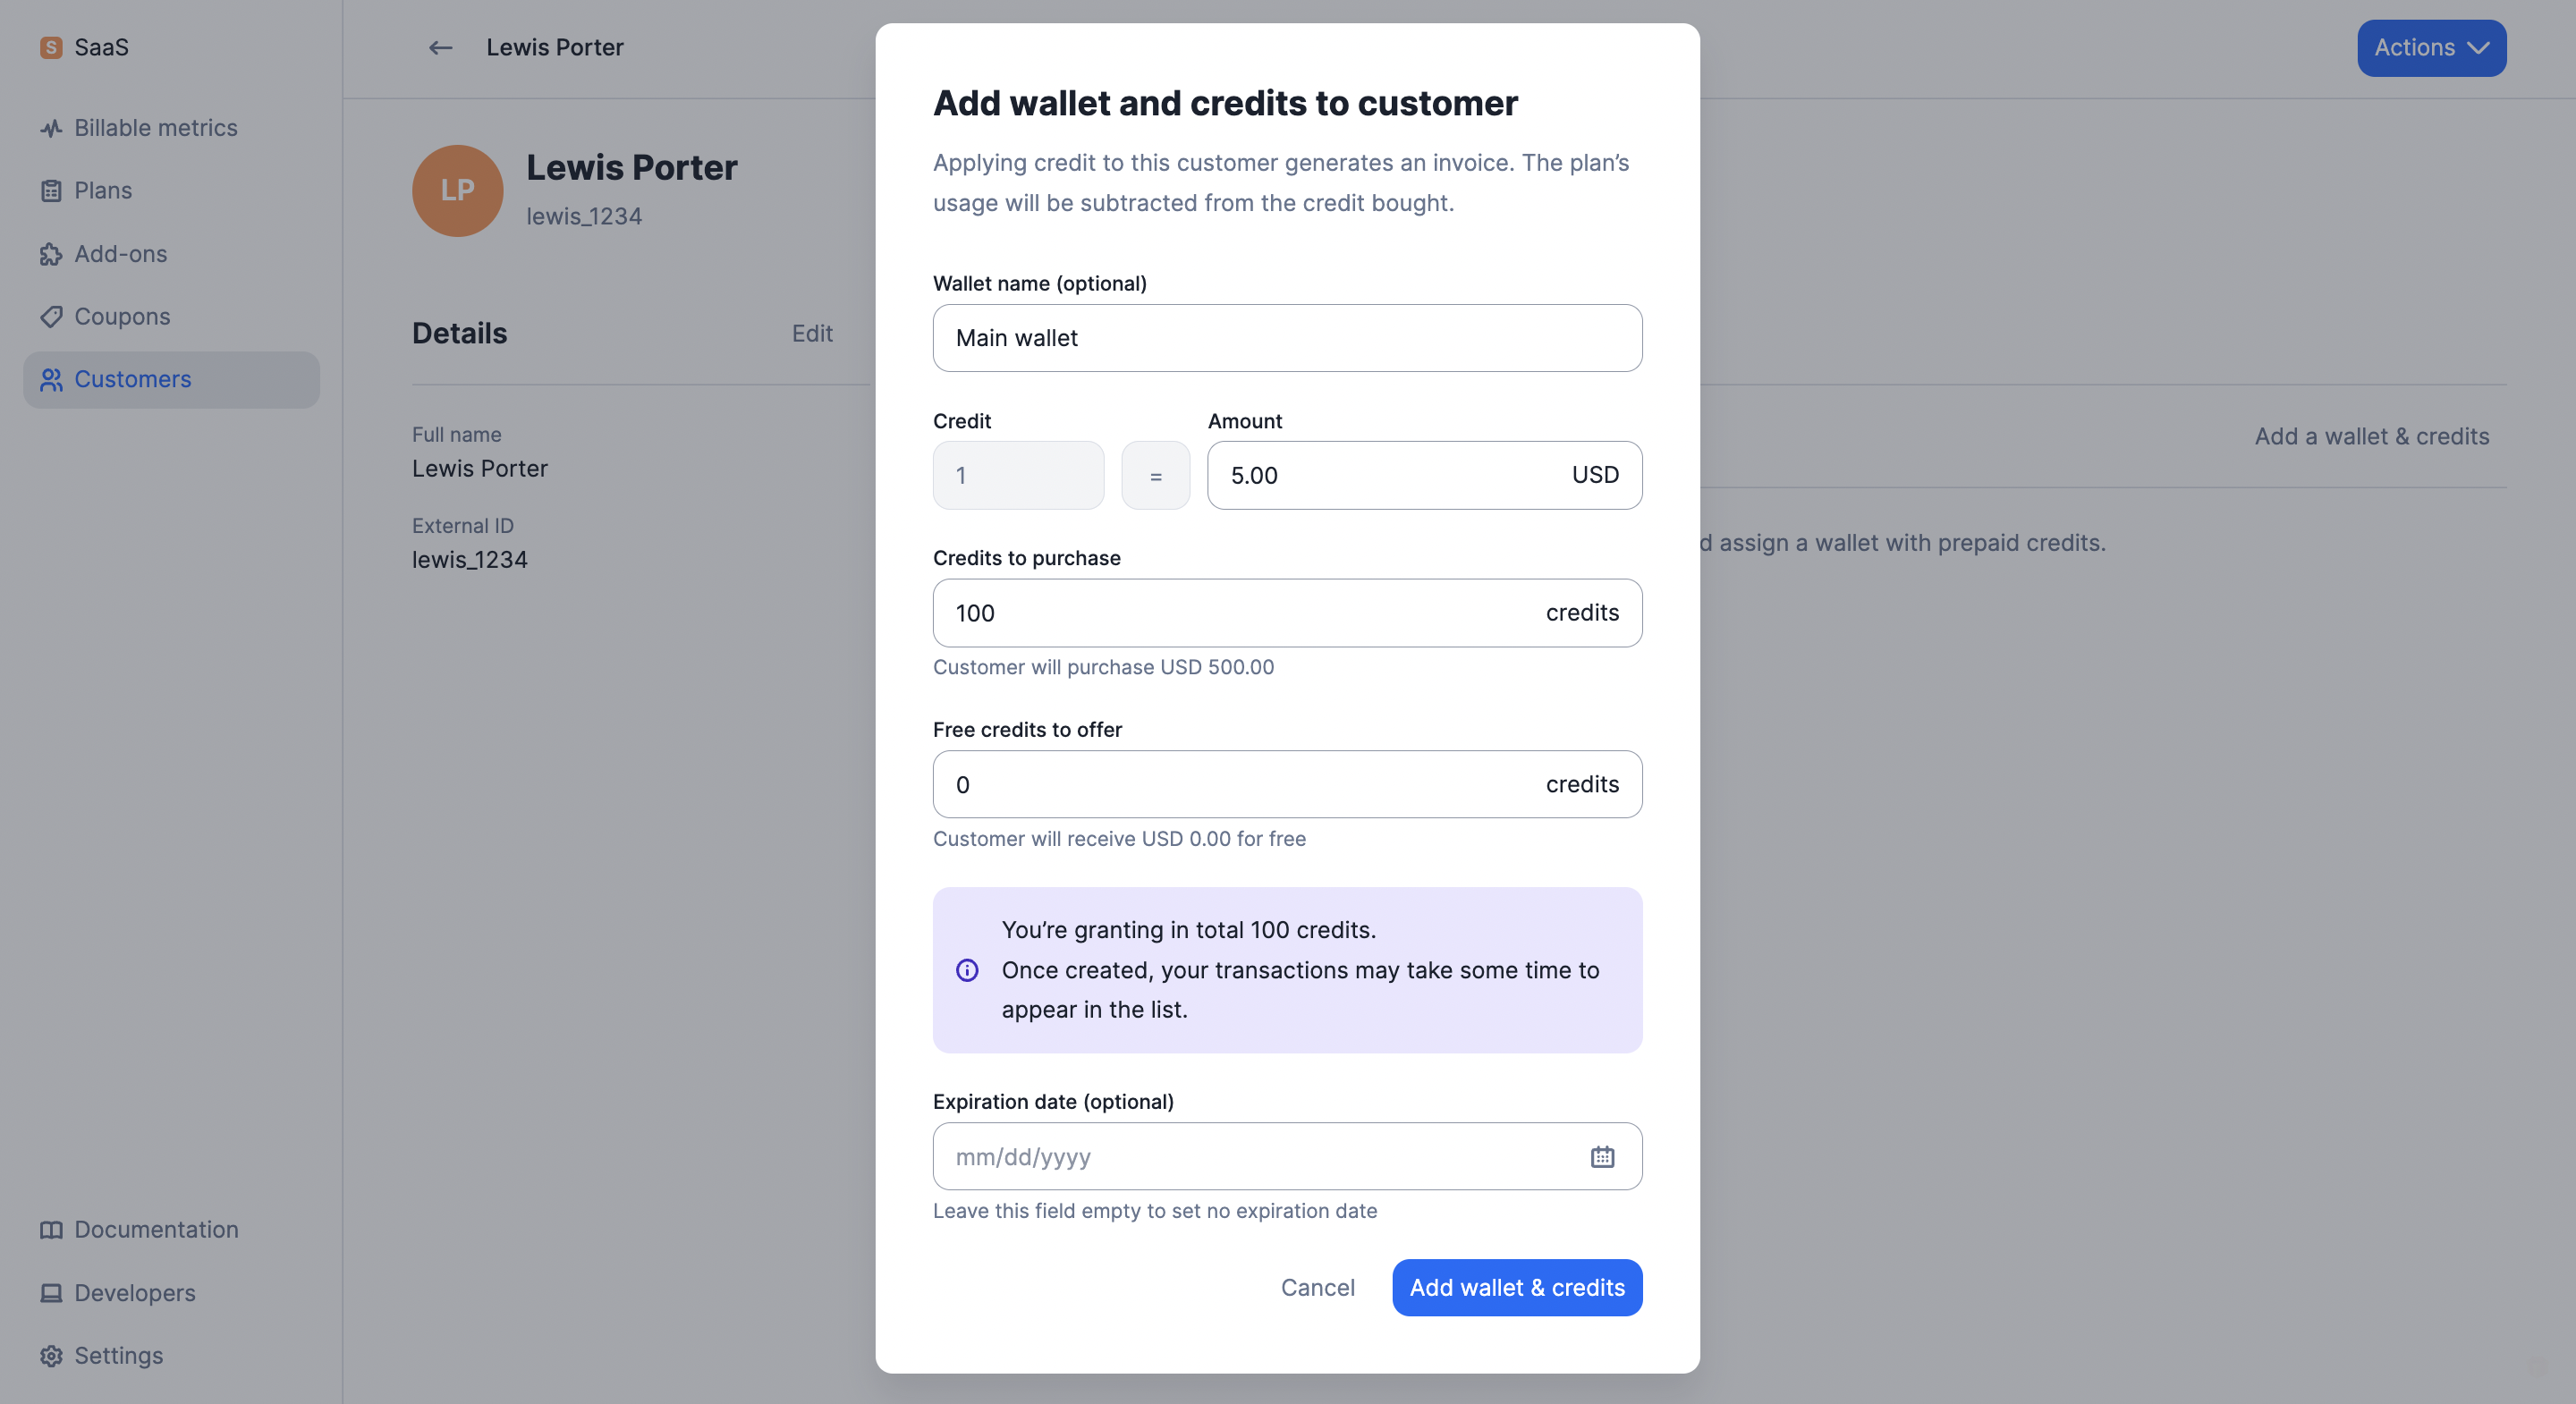 S SaaS
Billable metrics
Plans
Add-ons
Coupons
Customers
Documentation
Developers
Settings
Lewis Porter
Actions
LP
Lewis Porter
lewis_1234
Details Edit
Full name
Lewis Porter
External ID
lewis_1234
Add a wallet & credits
d assign a wallet with prepaid credits.
Add wallet and credits to customer
Applying credit to this customer generates an invoice. The plan’s
usage will be subtracted from the credit bought.
Wallet name (optional)
Main wallet
Credit Amount
1 = 5.00 USD
Credits to purchase
100 credits
Customer will purchase USD 500.00
Free credits to offer
0 credits
Customer will receive USD 0.00 for free
You’re granting in total 100 credits.
Once created, your transactions may take some time to
appear in the list.
Expiration date (optional)
mm/dd/yyyy
Leave this field empty to set no expiration date
Cancel Add wallet & credits